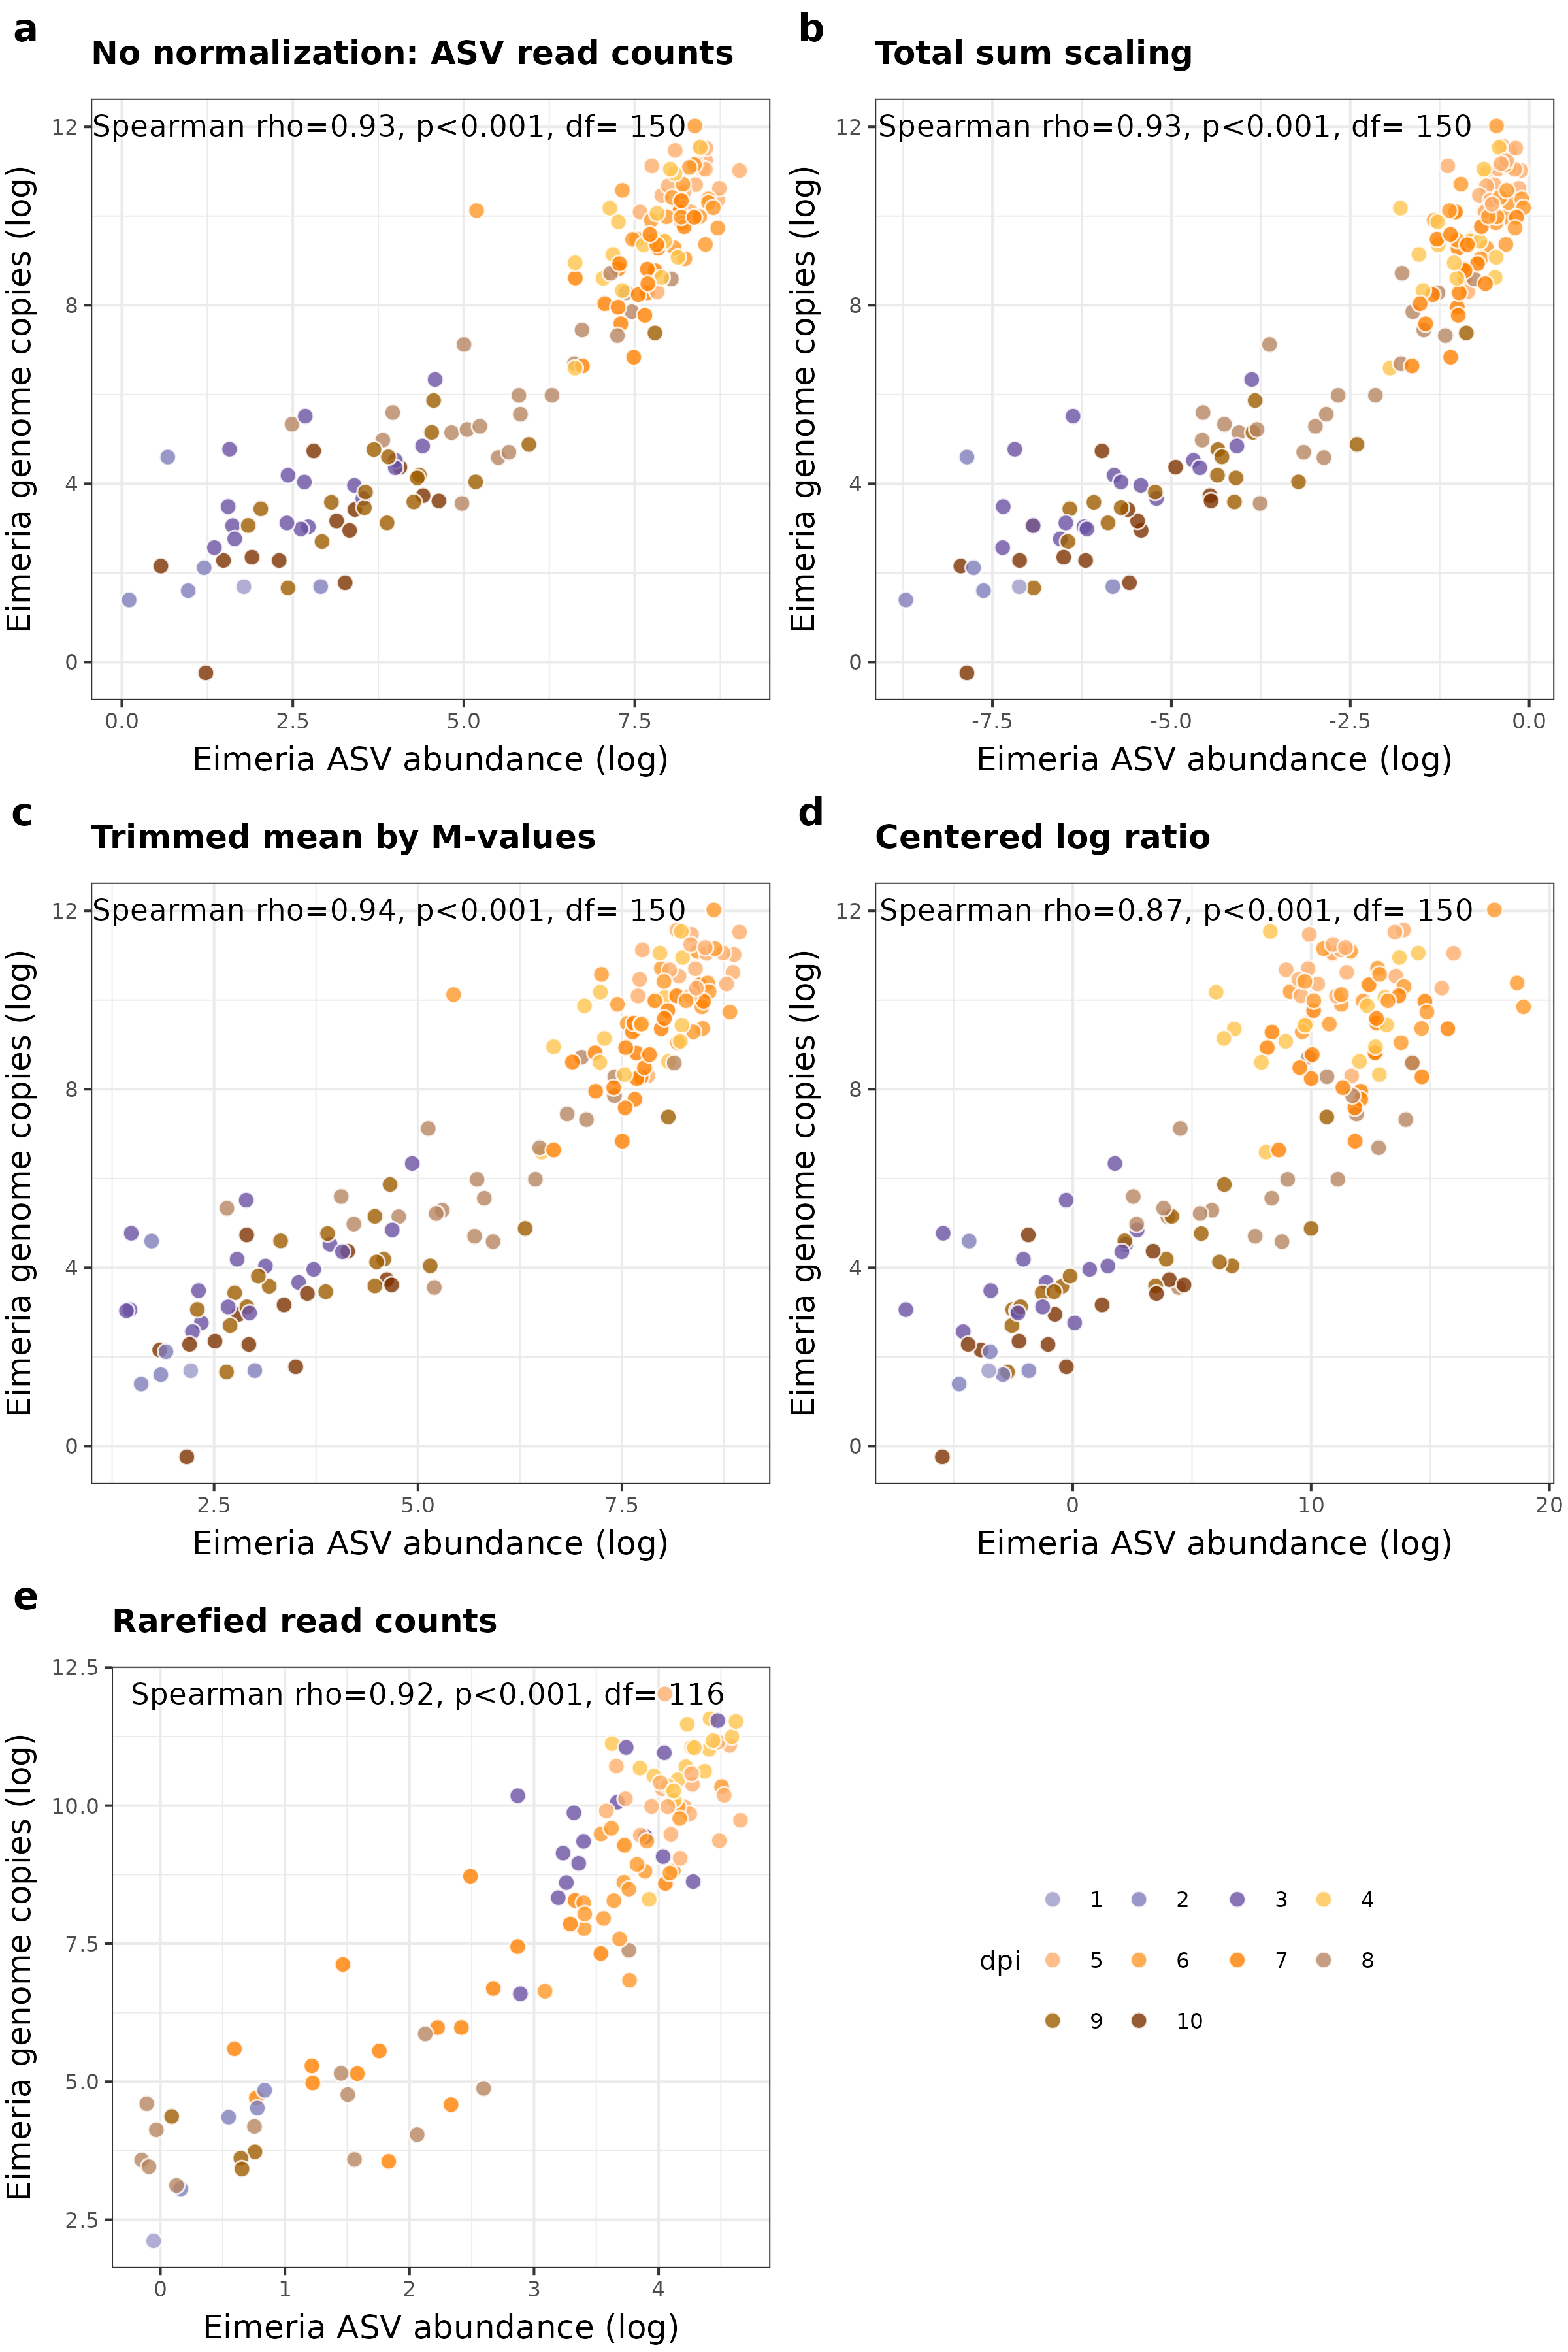 a
No normalization: ASV read counts
Spearman rho=0.93, p<0.001, df= 150
12
8
4
0
0.0 2.5 5.0 7.5
Eimeria genome copies (log)
Eimeria ASV abundance (log)
b
Total sum scaling
Spearman rho=0.93, p<0.001, df= 150
12
8
4
0
-7.5 -5.0 -2.5 0.0
Eimeria genome copies (log)
Eimeria ASV abundance (log)
c
Trimmed mean by M-values
Spearman rho=0.94, p<0.001, df= 150
12
8
4
0
2.5 5.0 7.5
Eimeria genome copies (log)
Eimeria ASV abundance (log)
d
Centered log ratio
Spearman rho=0.87, p<0.001, df= 150
12
8
4
0
0 10 20
Eimeria genome copies (log)
Eimeria ASV abundance (log)
e
Rarefied read counts
Spearman rho=0.92, p<0.001, df= 116
12.5
10.0
7.5
5.0
2.5
0 1 2 3 4
Eimeria genome copies (log)
Eimeria ASV abundance (log)
dpi
1 2 3 4
5 6 7 8
9 10